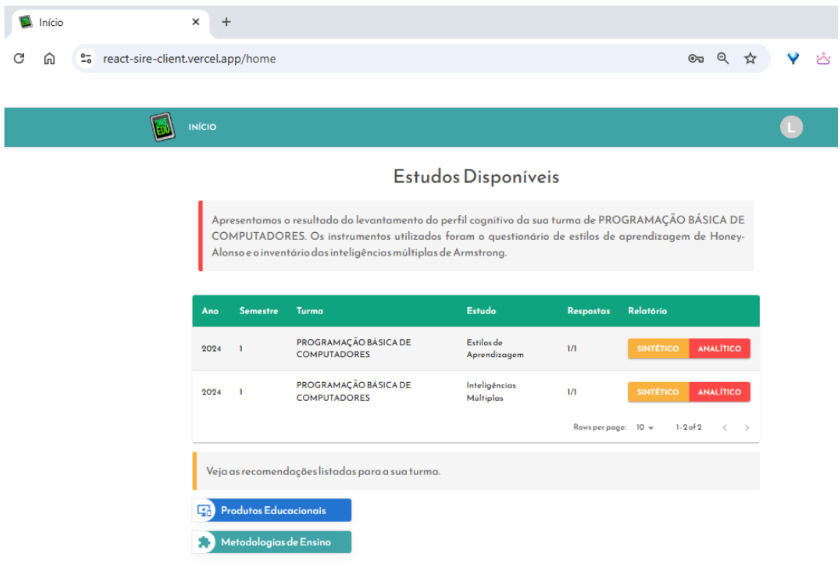 Início
react-sire-client.vercel.app/home
SIRE EDU INÍCIO L
Estudos Disponíveis
Apresentamos o resultado do levantamento do perfil cognitivo da sua turma de PROGRAMAÇÃO BÁSICA DE
COMPUTADORES. Os instrumentos utilizados foram o questionário de estilos de aprendizagem de Honey-
Alonso e o inventário das inteligências múltiplas de Armstrong.
Ano Semestre Turma Estudo Respostas Relatório
2024 1 PROGRAMAÇÃO BÁSICA DE COMPUTADORES Estilos de Aprendizagem 1/1 SINTÉTICO ANALÍTICO
2024 1 PROGRAMAÇÃO BÁSICA DE COMPUTADORES Inteligências Múltiplas 1/1 SINTÉTICO ANALÍTICO
Rows per page: 10 1-2 of 2
Veja as recomendações listadas para a sua turma.
Produtos Educacionais
Metodologias de Ensino